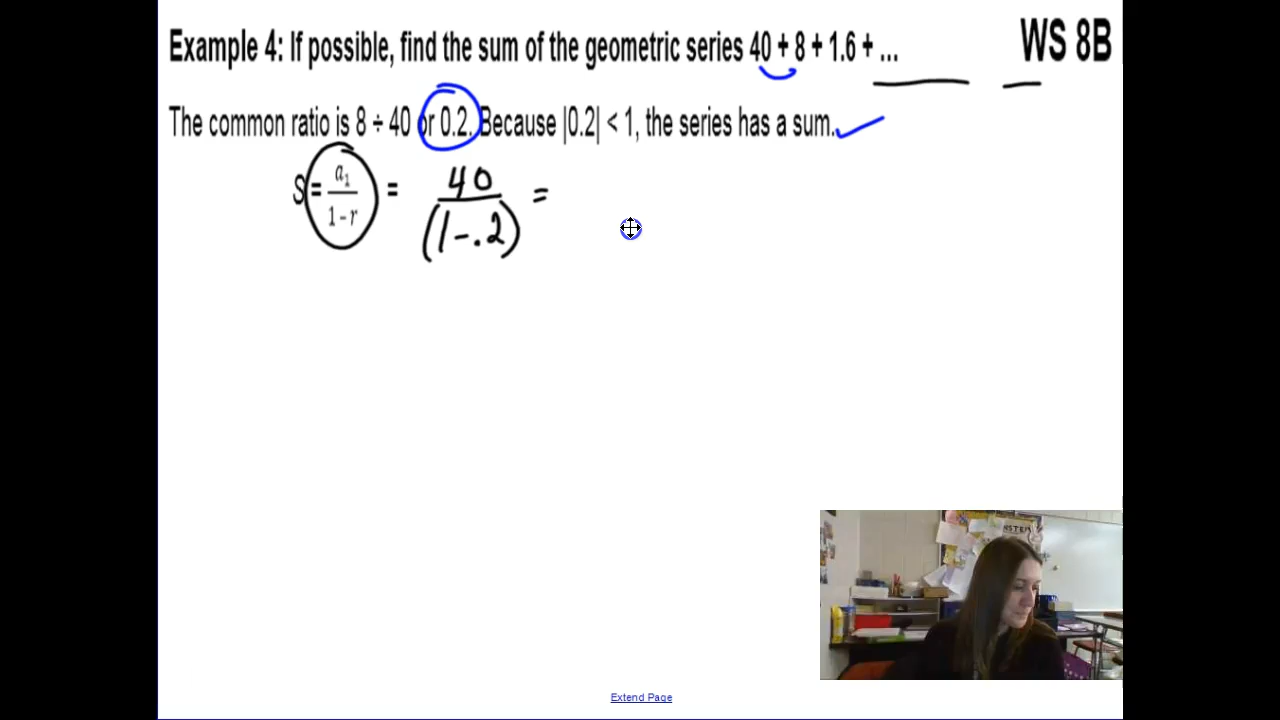 Example 4: If possible, find the sum of the geometric series 40 + 8 + 1.6 + ...
WS 8B
The common ratio is 8 ÷ 40 or 0.2. Because |0.2| < 1, the series has a sum.
S = a₁ / 1 - r = 40 / (1 - .2) =
Extend Page